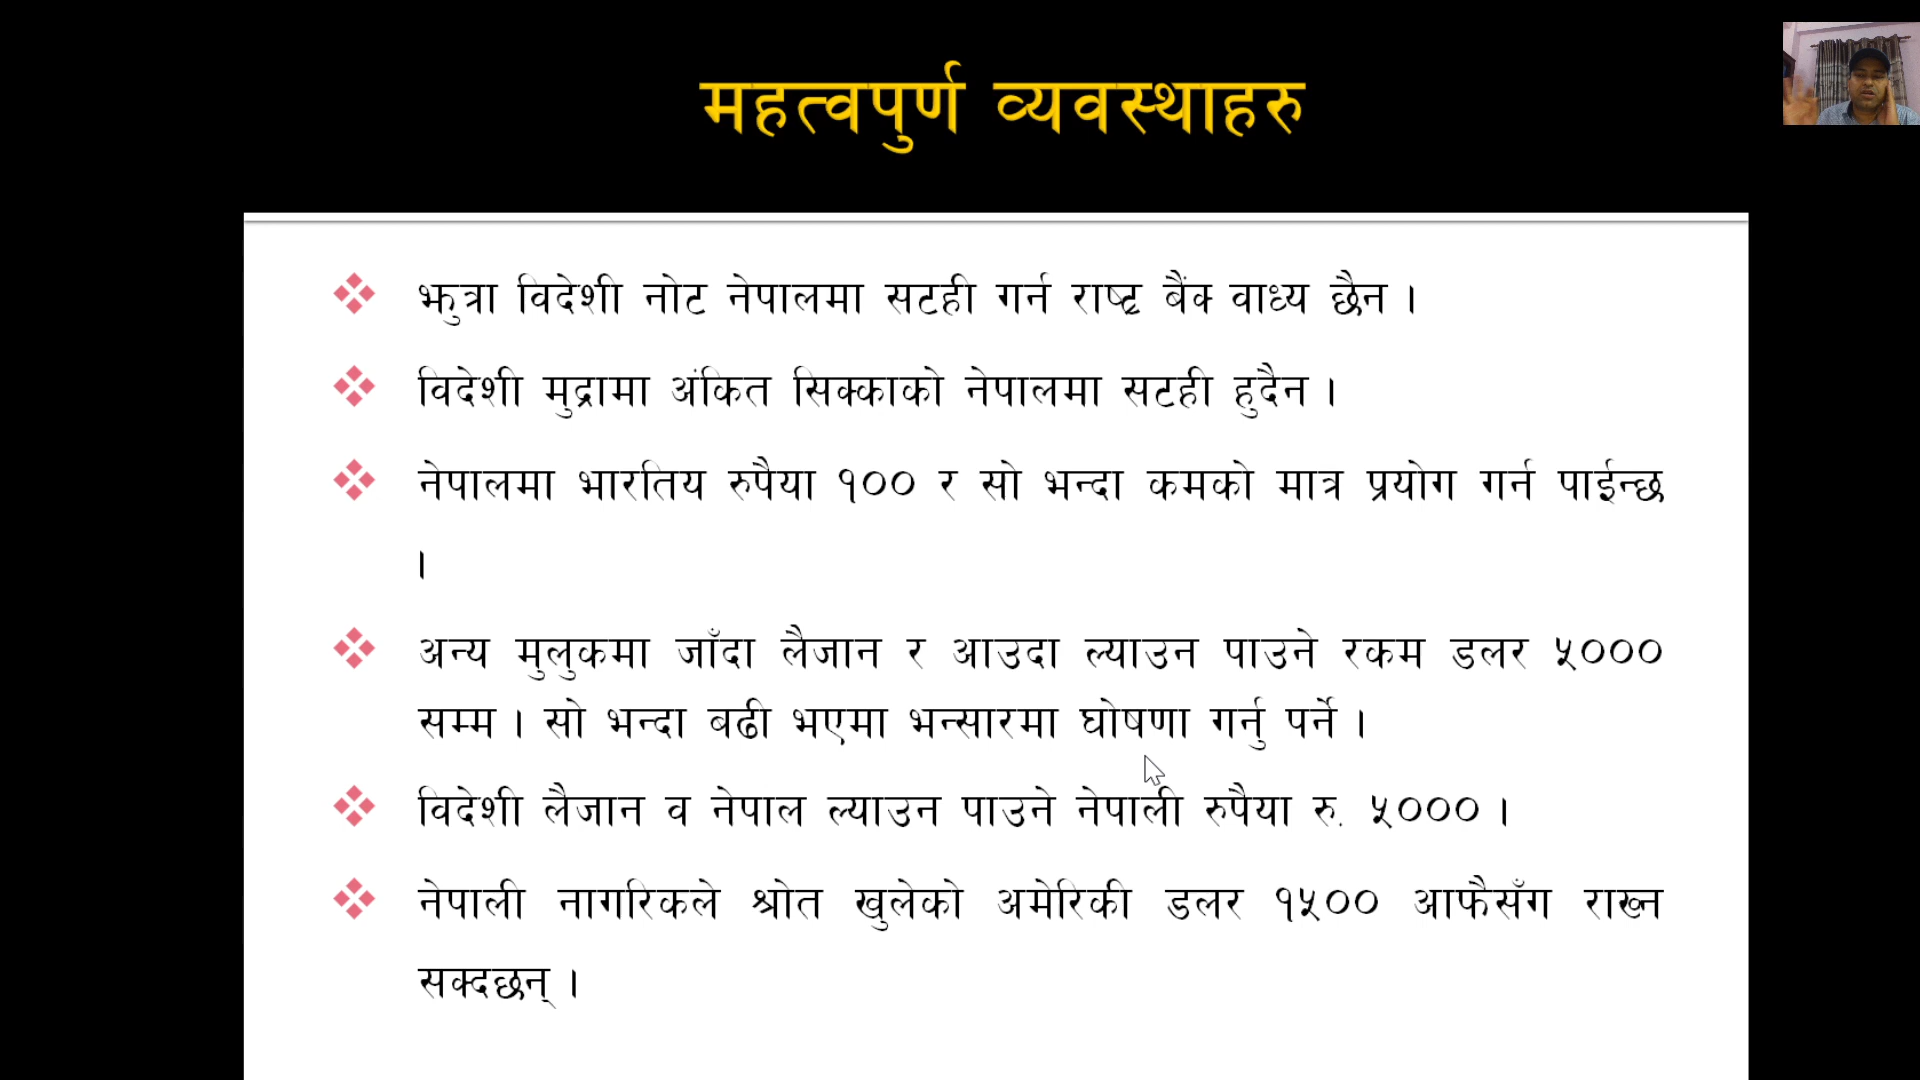 महत्वपुर्ण व्यवस्थाहरु
झुत्रा विदेशी नोट नेपालमा सटही गर्न राष्ट्र बैंक वाध्य छैन ।
विदेशी मुद्रामा अंकित सिक्काको नेपालमा सटही हुदैन ।
नेपालमा भारतिय रुपैया १०० र सो भन्दा कमको मात्र प्रयोग गर्न पाईन्छ
।
अन्य मुलुकमा जाँदा लैजान र आउदा ल्याउन पाउने रकम डलर ५०००
सम्म । सो भन्दा बढी भएमा भन्सारमा घोषणा गर्नु पर्ने ।
विदेशी लैजान व नेपाल ल्याउन पाउने नेपाली रुपैया रु. ५००० ।
नेपाली नागरिकले श्रोत खुलेको अमेरिकी डलर १५०० आफैसँग राख्न
सक्दछन् ।